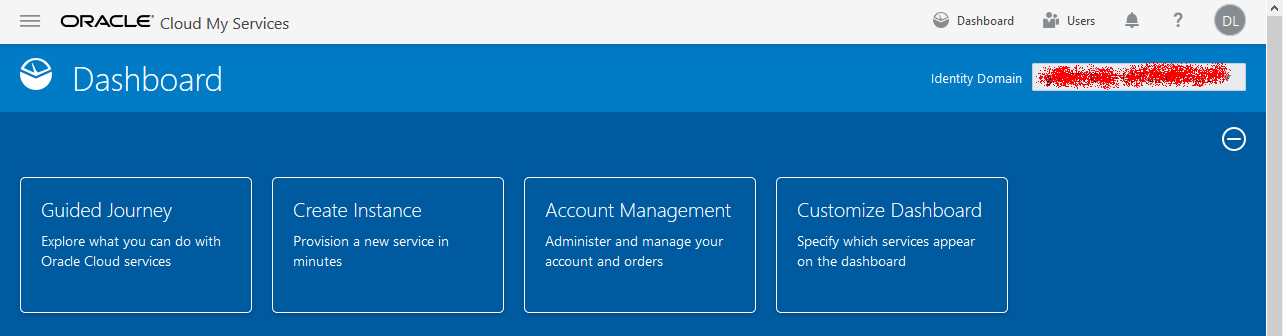 ORACLE Cloud My Services
Dashboard
Users
?
DL
Dashboard
Identity Domain
Guided Journey
Explore what you can do with
Oracle Cloud services
Create Instance
Provision a new service in
minutes
Account Management
Administer and manage your
account and orders
Customize Dashboard
Specify which services appear
on the dashboard